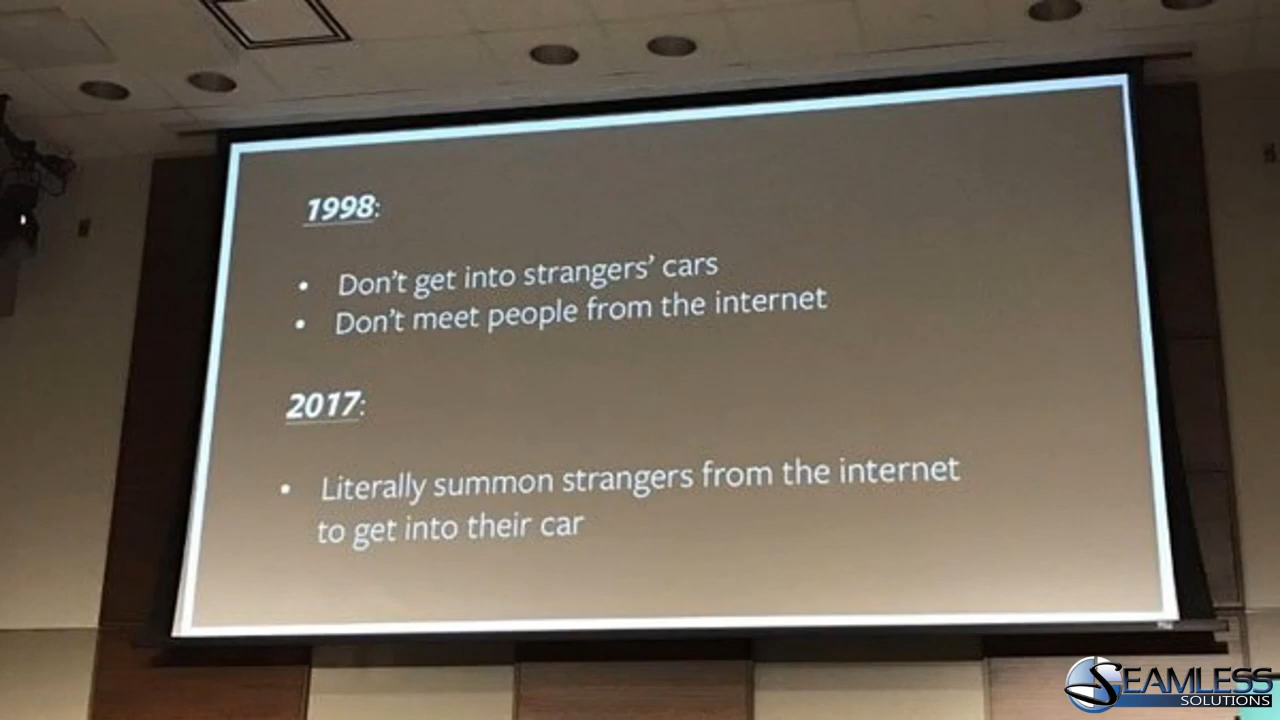 1998:
• Don't get into strangers' cars
• Don't meet people from the internet
2017:
• Literally summon strangers from the internet
to get into their car
SEAMLESS
SOLUTIONS